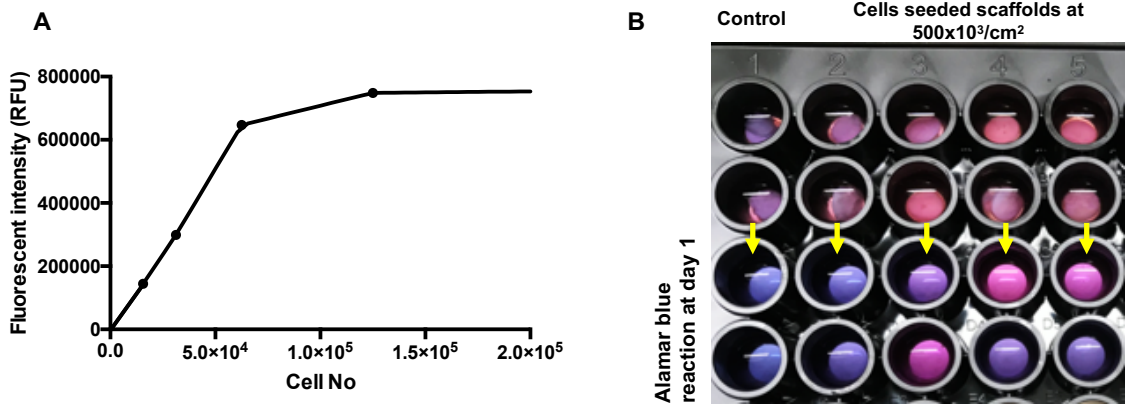 A
Fluorescent intensity (RFU)
800000
600000
400000
200000
0
0.0
5.0×10⁴
1.0×10⁵
1.5×10⁵
2.0×10⁵
Cell No
B
Control
Cells seeded scaffolds at
500x10³/cm²
1
2
3
4
5
Alamar blue
reaction at day 1